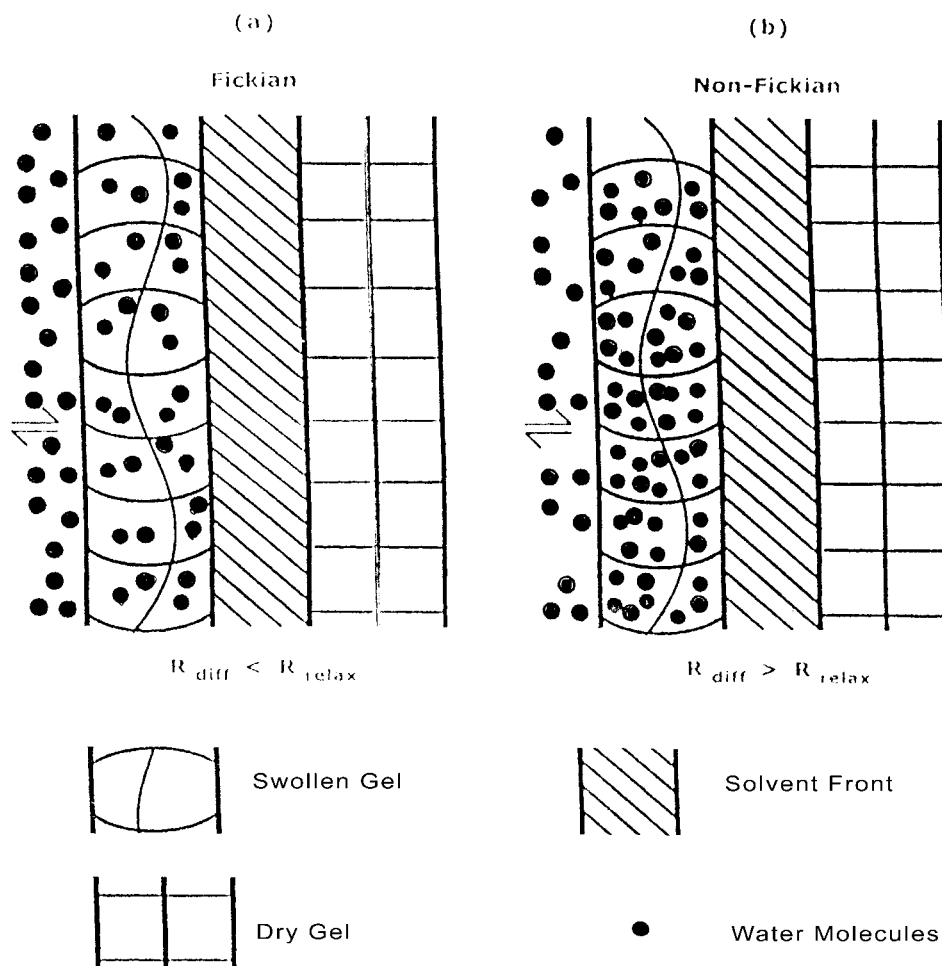 (a)
(b)
Fickian
Non-Fickian
R diff < R relax
R diff > R relax
Swollen Gel
Solvent Front
Dry Gel
Water Molecules